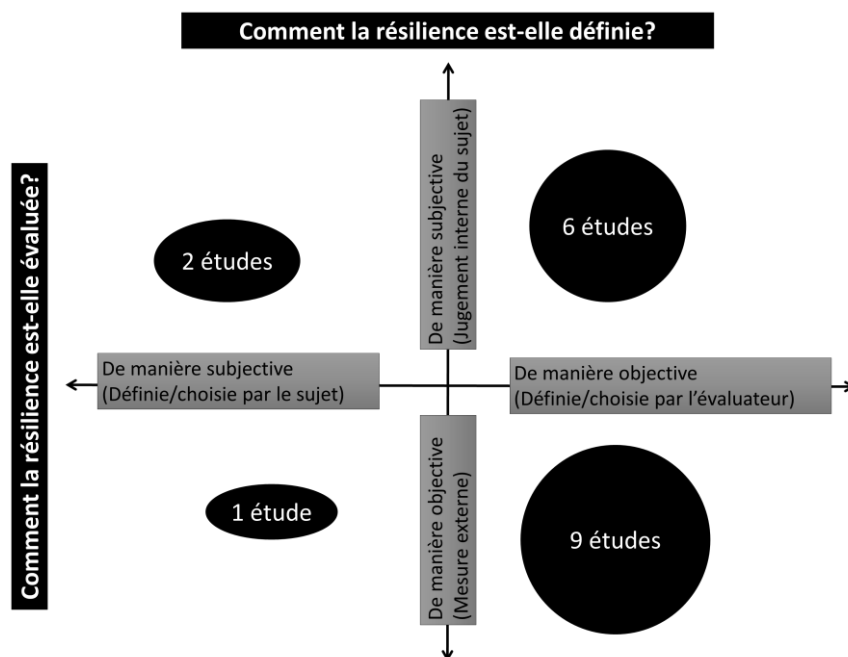 Comment la résilience est-elle définie?
Comment la résilience est-elle évaluée?
De manière subjective
(Jugement interne du sujet)
6 études
2 études
De manière subjective
(Définie/choisie par le sujet)
De manière objective
(Définie/choisie par l'évaluateur)
De manière objective
(Mesure externe)
1 étude
9 études